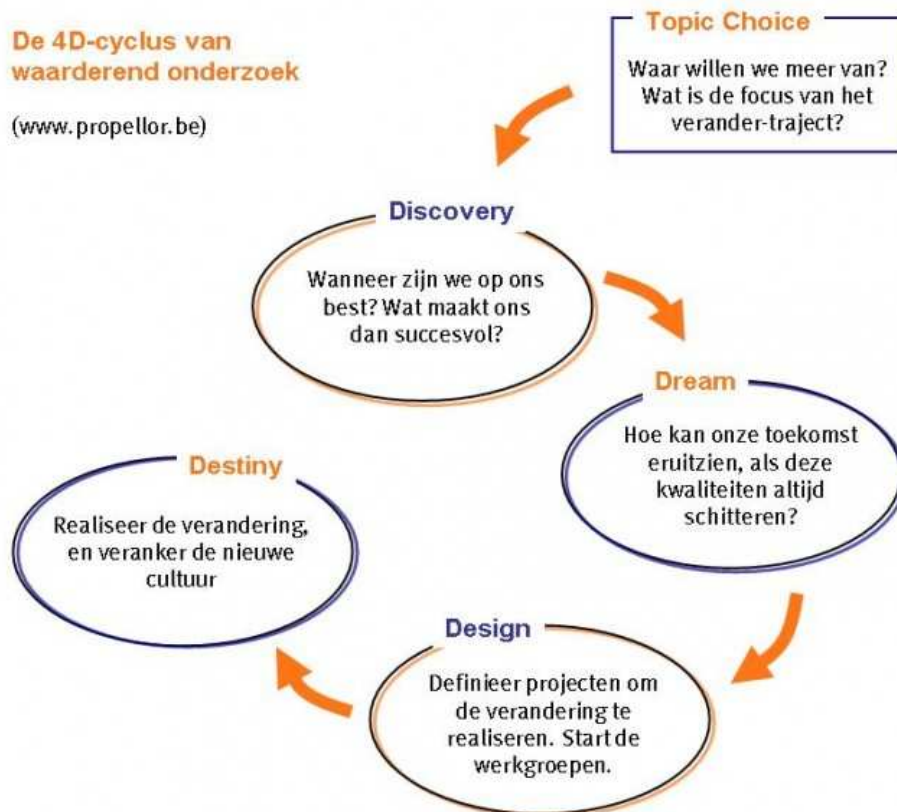 De 4D-cyclus van
waarderend onderzoek
(www.propellor.be)
Topic Choice
Waar willen we meer van?
Wat is de focus van het
verander-traject?
Discovery
Wanneer zijn we op ons
best? Wat maakt ons
dan succesvol?
Dream
Hoe kan onze toekomst
eruitzien, als deze
kwaliteiten altijd
schitteren?
Design
Definieer projecten om
de verandering te
realiseren. Start de
werkgroepen.
Destiny
Realiseer de verandering,
en veranker de nieuwe
cultuur